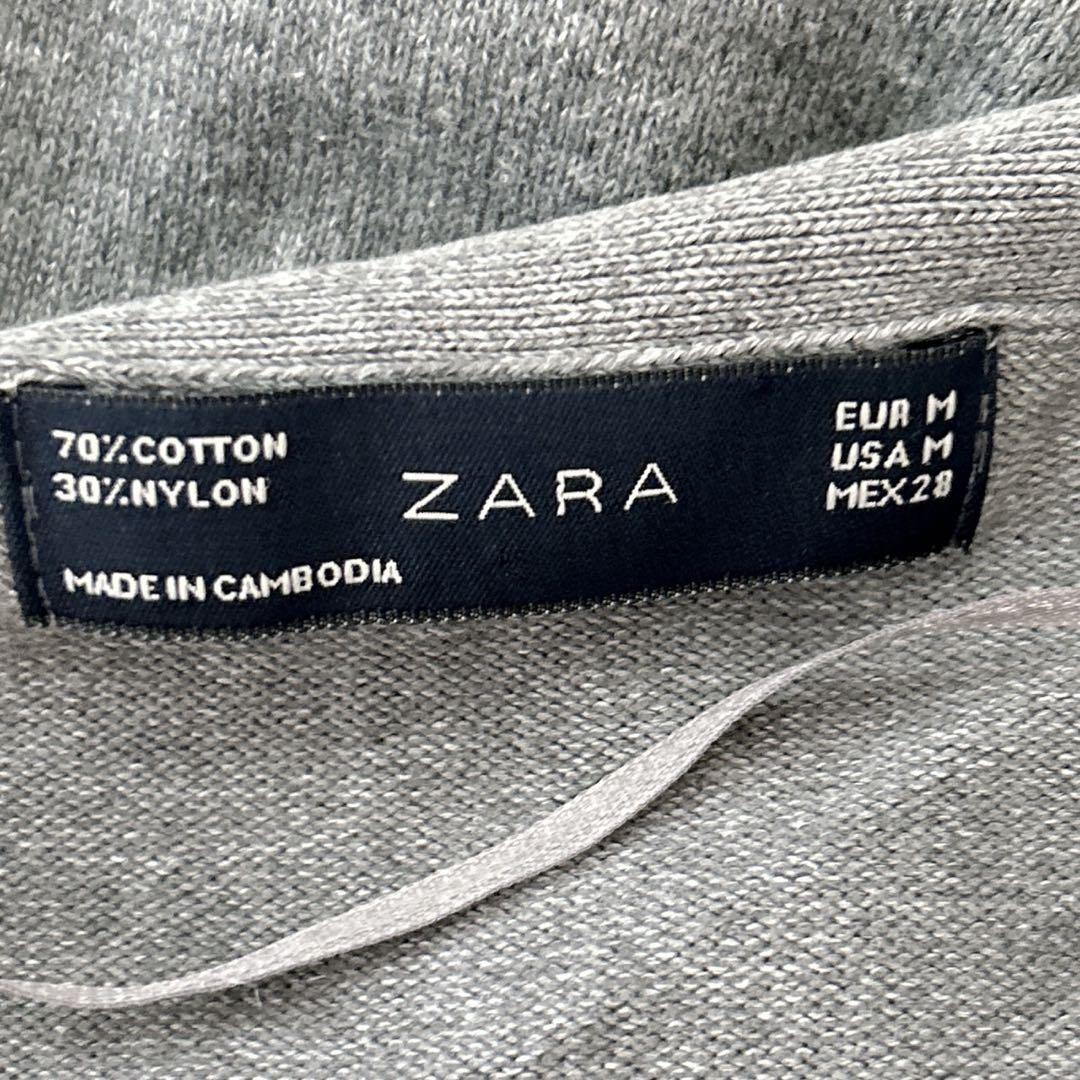 70%COTTON
30%NYLON
MADE IN CAMBODIA
ZARA
EUR M
USA M
MEX 28